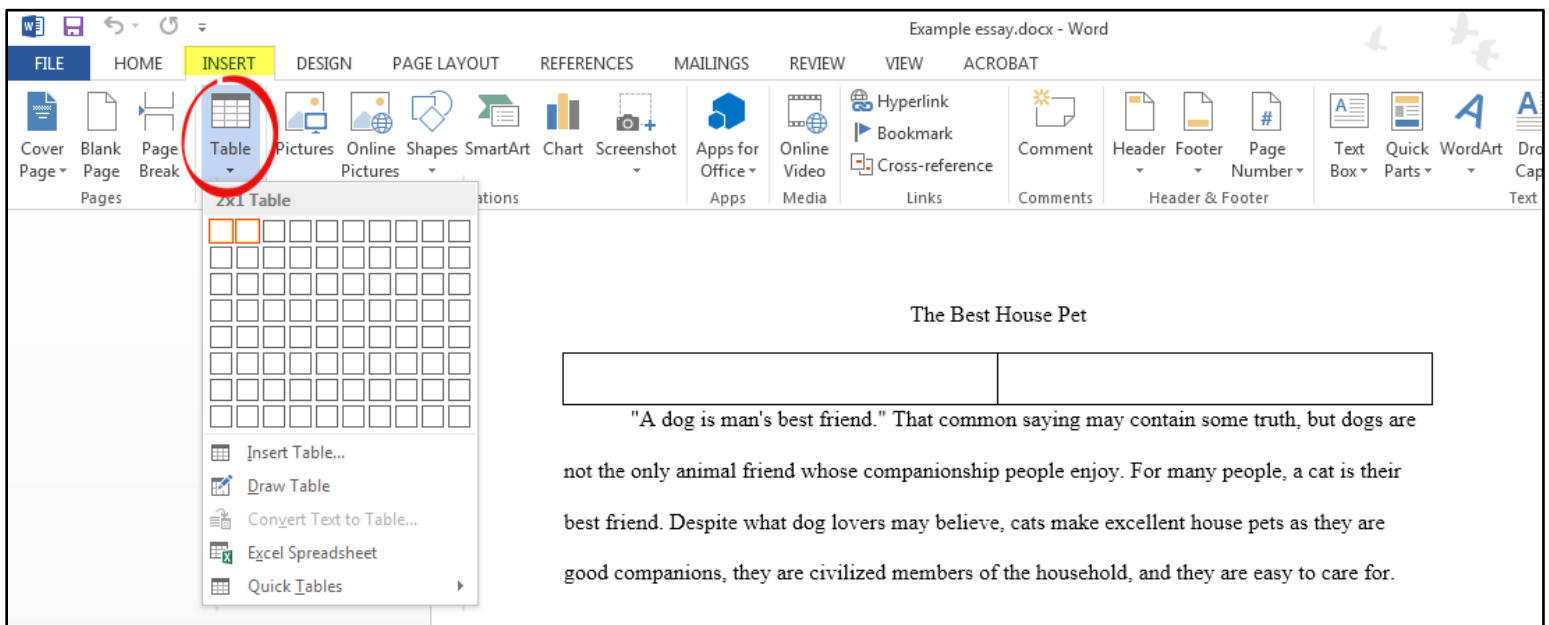 Example essay.docx - Word
FILE HOME INSERT DESIGN PAGE LAYOUT REFERENCES MAILINGS REVIEW VIEW ACROBAT
Cover Page
Blank Page
Page Break
Pages
Table
Pictures
Online Pictures
Shapes
SmartArt
Chart
Screenshot
ations
Apps for Office
Apps
Online Video
Media
Hyperlink
Bookmark
Cross-reference
Links
Comment
Comments
Header
Footer
Page Number
#
Header & Footer
Text Box
Quick Parts
WordArt
Dro
Cap
Text
2x1 Table
Insert Table...
Draw Table
Convert Text to Table...
Excel Spreadsheet
Quick Tables
The Best House Pet
"A dog is man's best friend." That common saying may contain some truth, but dogs are
not the only animal friend whose companionship people enjoy. For many people, a cat is their
best friend. Despite what dog lovers may believe, cats make excellent house pets as they are
good companions, they are civilized members of the household, and they are easy to care for.